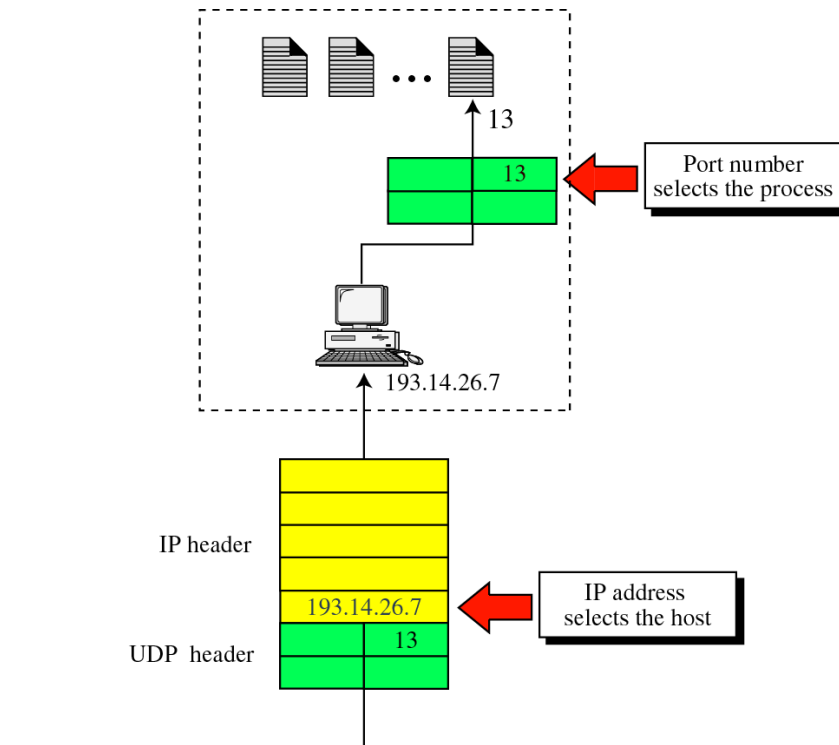 13
13
Port number
selects the process
193.14.26.7
IP header
193.14.26.7
IP address
selects the host
UDP header
13